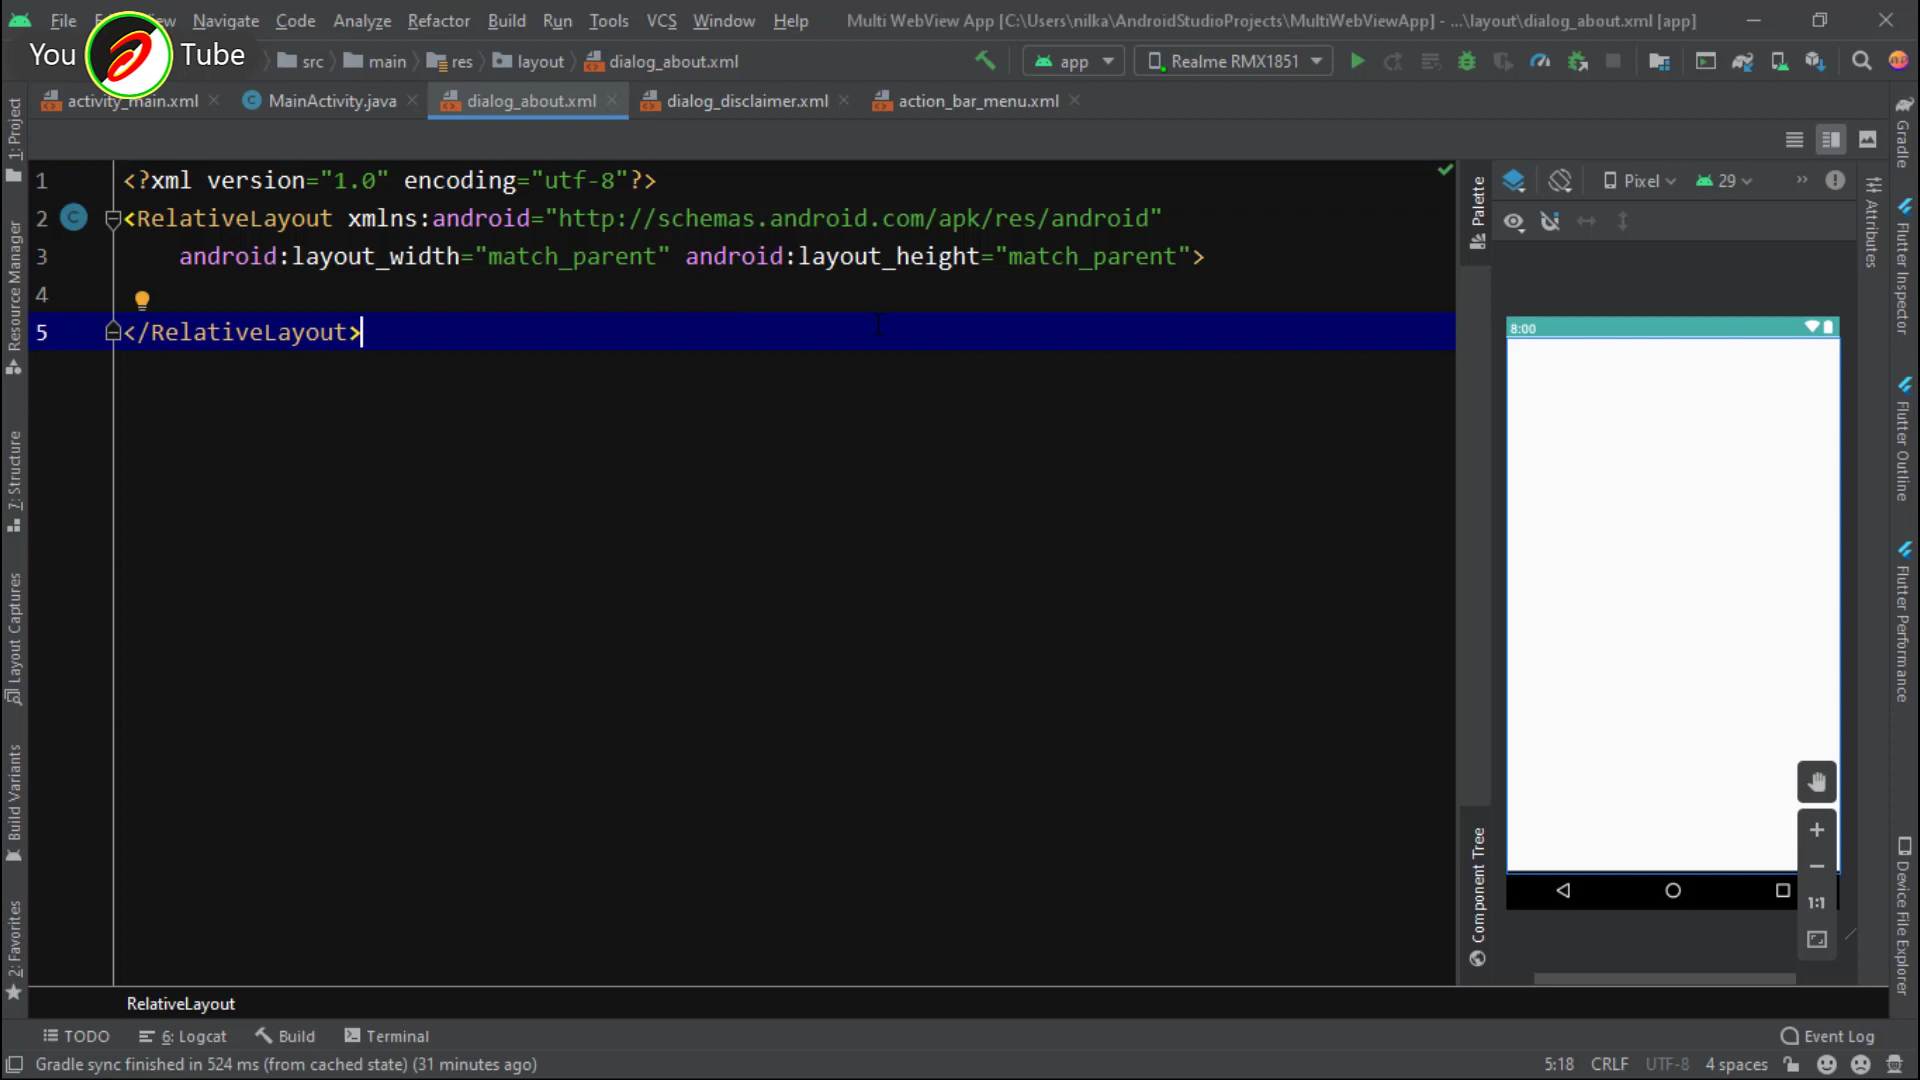 File Edit View Navigate Code Analyze Refactor Build Run Tools VCS Window Help Multi WebView App [C:\Users\nilka\AndroidStudioProjects\MultiWebViewApp] - ...\layout\dialog_about.xml [app]
You Tube
src main res layout dialog_about.xml app Realme RMX1851
activity_main.xml MainActivity.java dialog_about.xml dialog_disclaimer.xml action_bar_menu.xml
1 <?xml version="1.0" encoding="utf-8"?>
2 <RelativeLayout xmlns:android="http://schemas.android.com/apk/res/android"
3 android:layout_width="match_parent" android:layout_height="match_parent">
4
5 </RelativeLayout>
1: Project
Resource Manager
7: Structure
Layout Captures
Build Variants
2: Favorites
Palette
Component Tree
Pixel 29
8:00
1:1
Attributes
Gradle
Flutter Inspector
Flutter Outline
Flutter Performance
Device File Explorer
RelativeLayout
TODO 6: Logcat Build Terminal Event Log
Gradle sync finished in 524 ms (from cached state) (31 minutes ago) 5:18 CRLF UTF-8 4 spaces